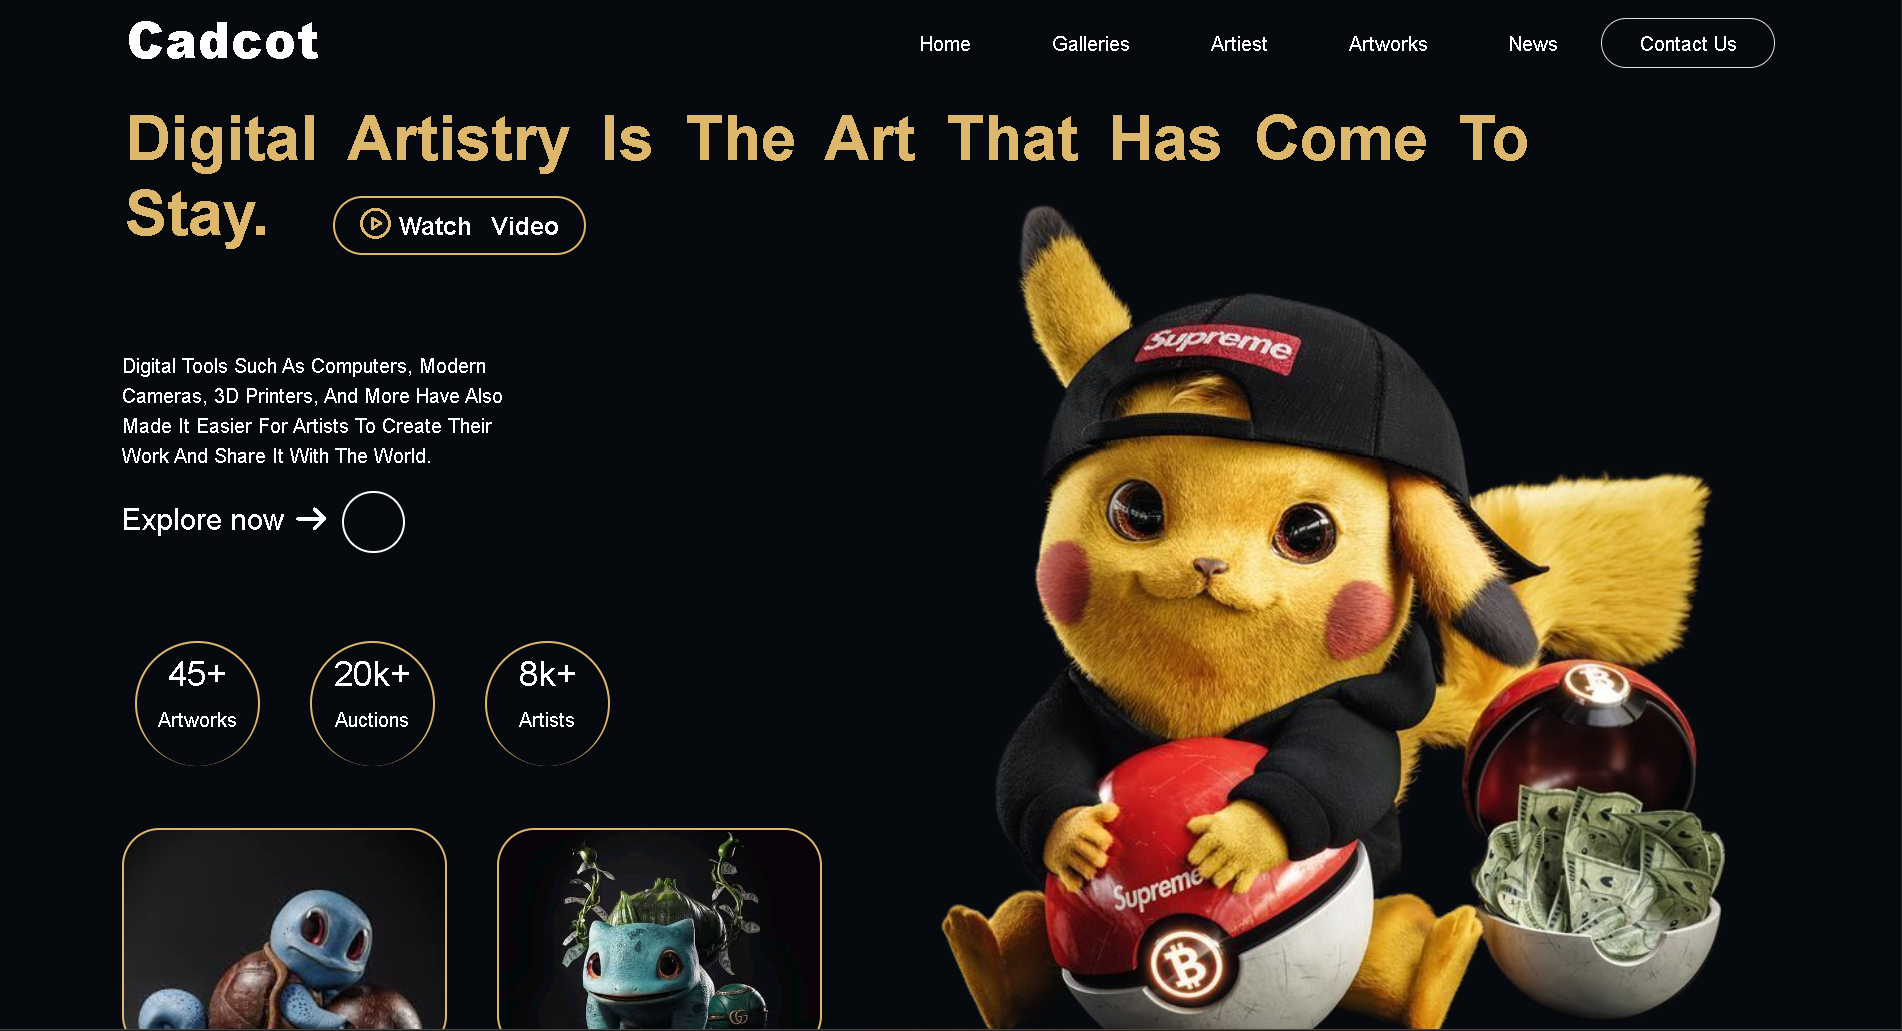 Cadcot
Home Galleries Artiest Artworks News Contact Us
Digital Artistry Is The Art That Has Come To
Stay.
Watch Video
Supreme
Digital Tools Such As Computers, Modern
Cameras, 3D Printers, And More Have Also
Made It Easier For Artists To Create Their
Work And Share It With The World.
Explore now
45+ 20k+ 8k+
Artworks Auctions Artists
Supreme